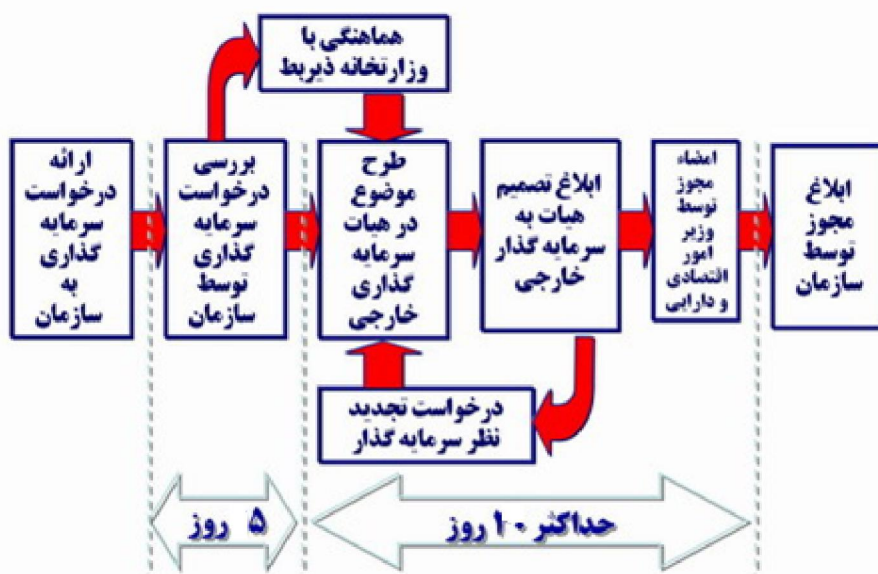 هماهنگی با
وزارتخانه ذیربط
ارائه
درخواست
سرمایه
گذاری
به
سازمان
بررسی
درخواست
سرمایه
گذاری
توسط
سازمان
طرح
موضوع
در هیات
سرمایه
گذاری
خارجی
ابلاغ تصمیم
هیات به
سرمایه گذار
خارجی
امضاء
مجوز
توسط
وزیر
امور
اقتصادی
و دارایی
ابلاغ
مجوز
توسط
سازمان
درخواست تجدید
نظر سرمایه گذار
۵ روز
حداکثر ۱۰ روز